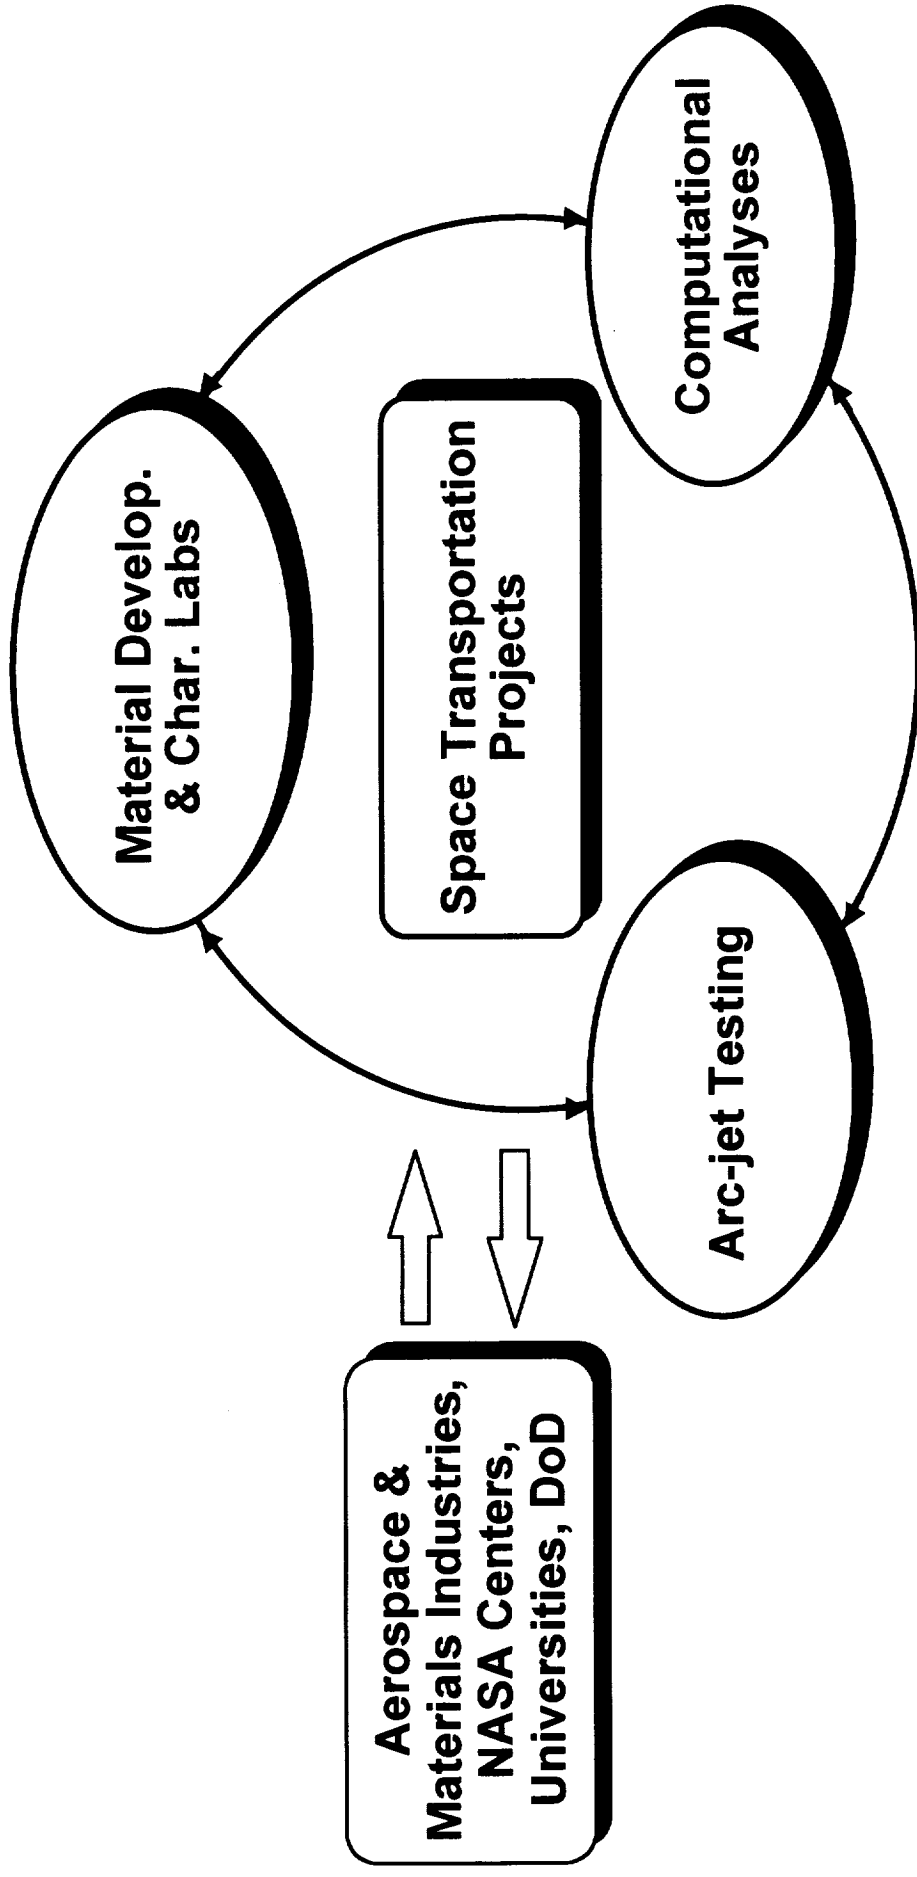 Material Develop.
& Char. Labs
Aerospace &
Materials Industries,
NASA Centers,
Universities, DoD
Space Transportation
Projects
Arc-jet Testing
Computational
Analyses